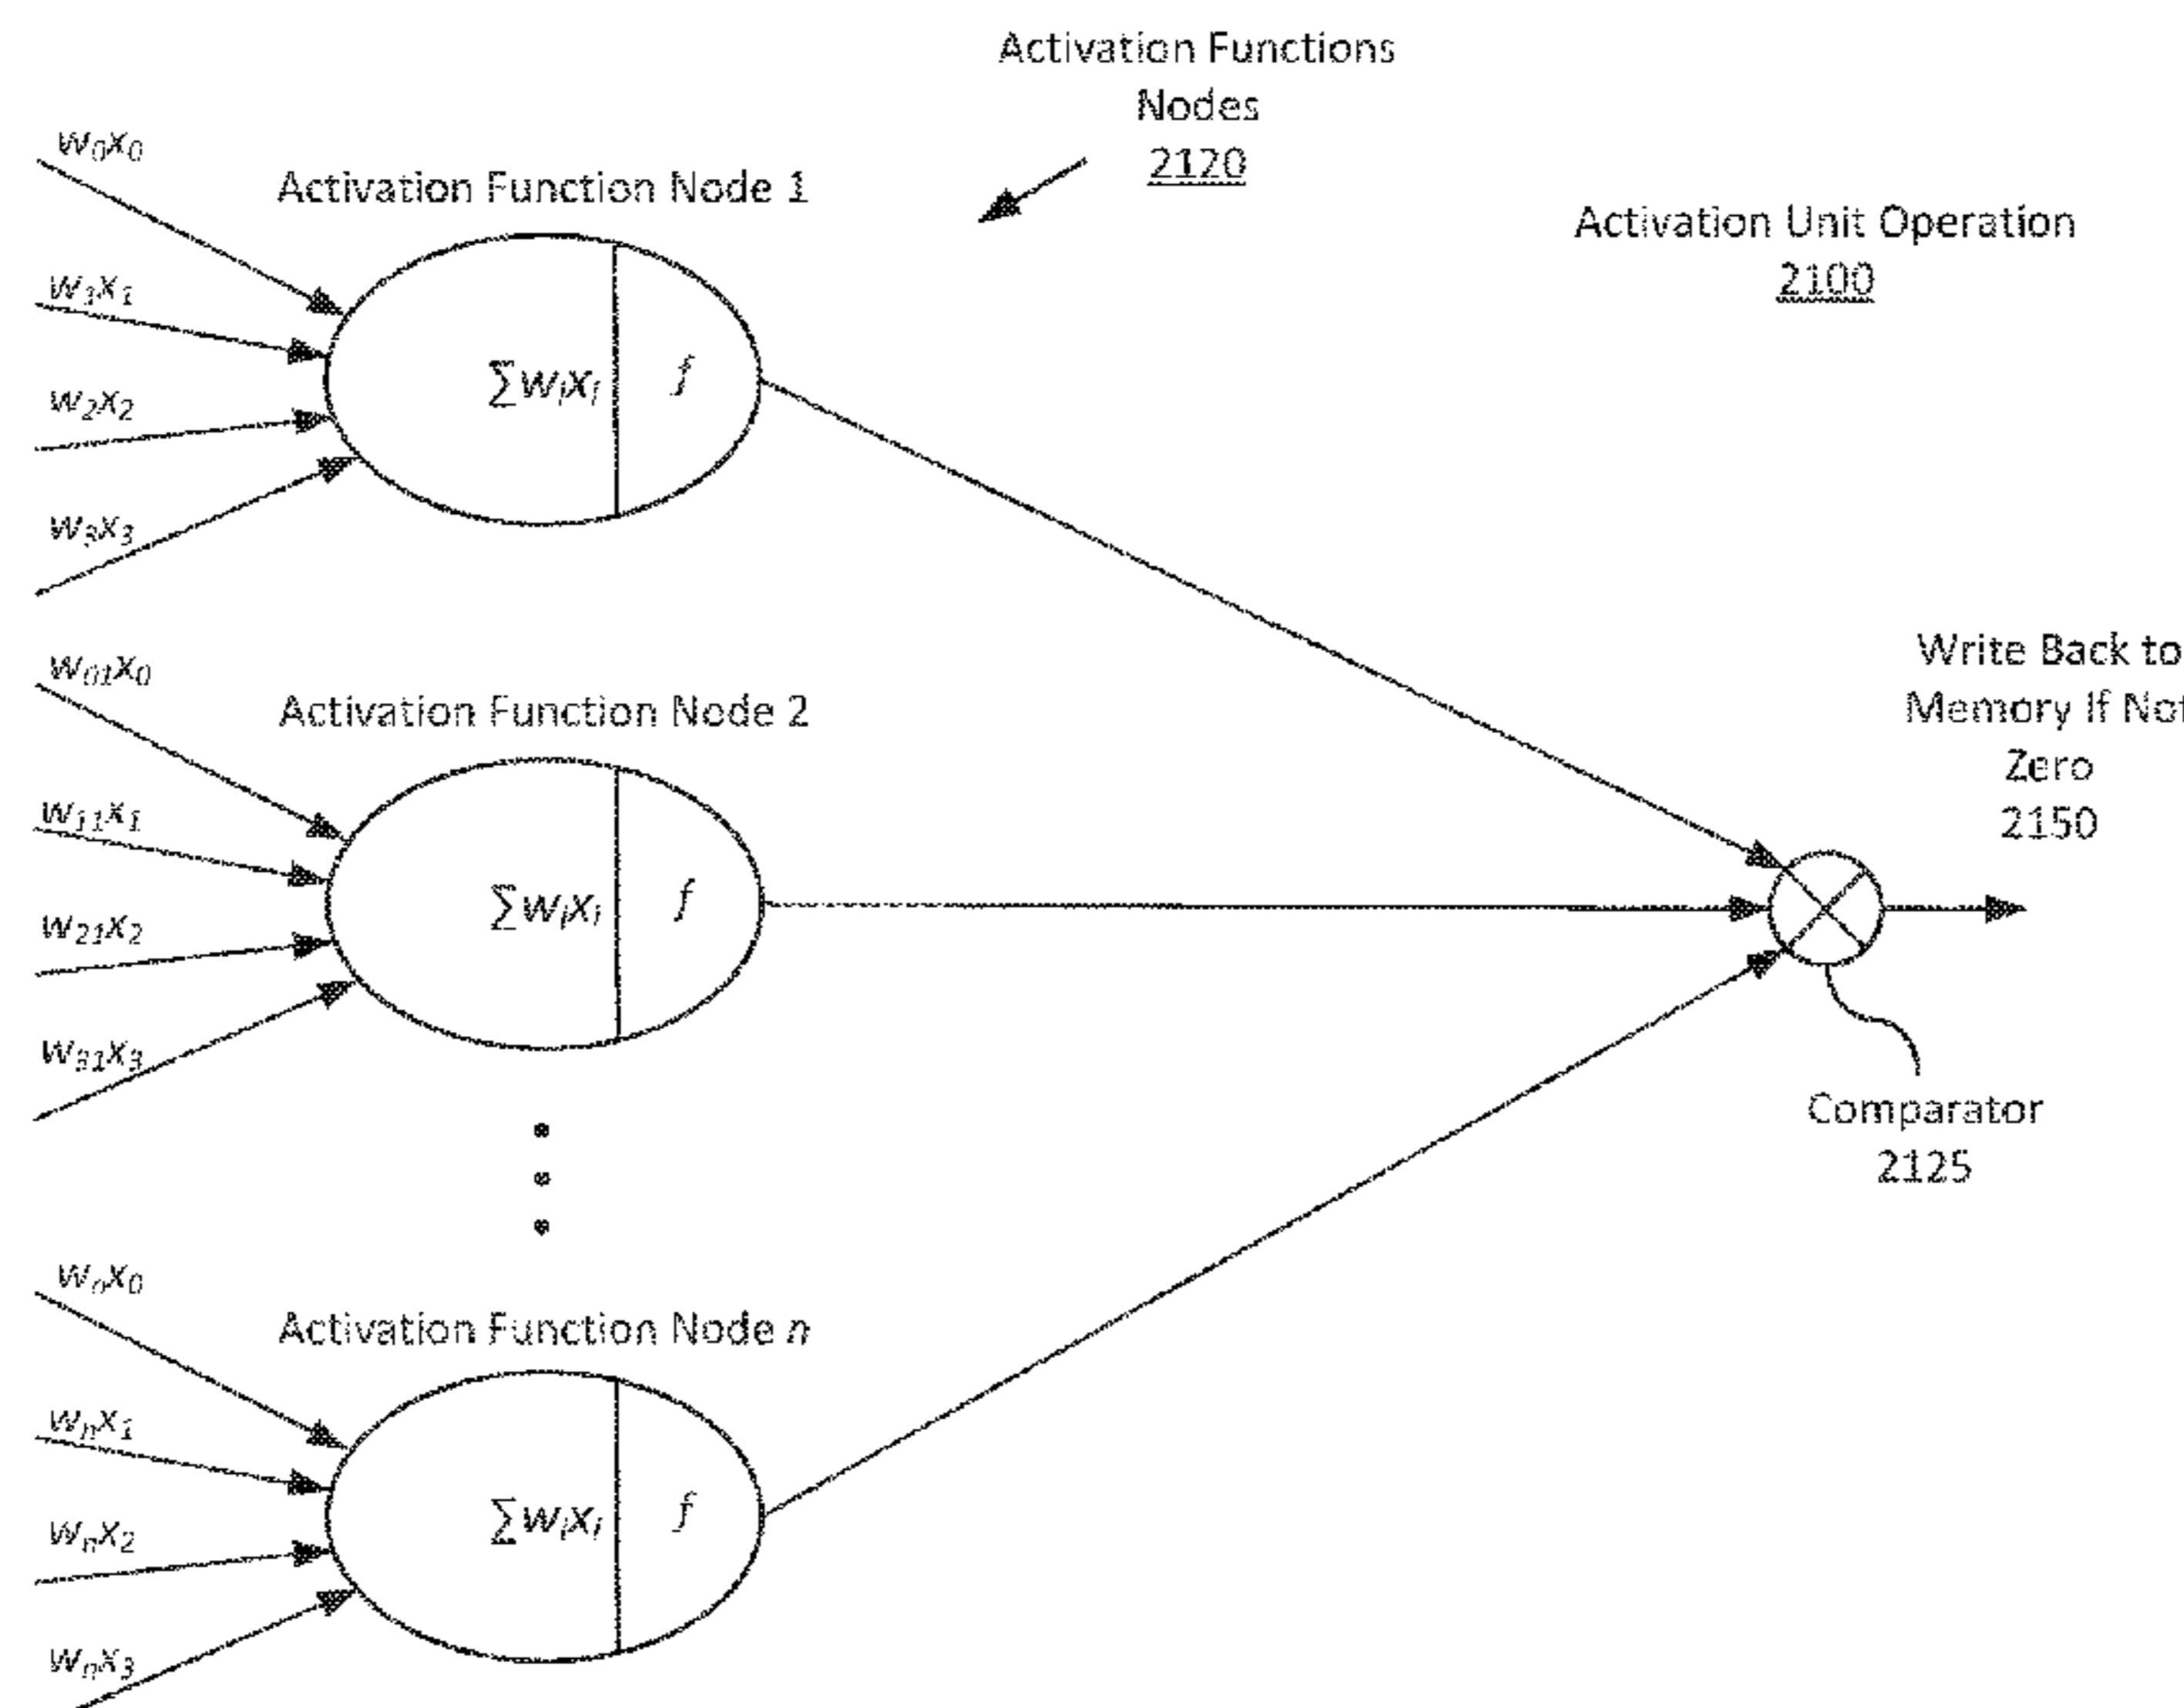 Activation Functions
Nodes
2120
Activation Unit Operation
2100
w₀x₀
Activation Function Node 1
w₁x₁
w₂x₂
w₃x₃
∑wᵢxᵢ
f
w₀₁x₀
Activation Function Node 2
w₁₁x₁
w₂₁x₂
w₃₁x₃
∑wᵢxᵢ
f
Write Back to
Memory If Not
Zero
2150
Comparator
2125
wₙx₀
Activation Function Node n
wₙx₁
wₙx₂
wₙx₃
∑wᵢxᵢ
f